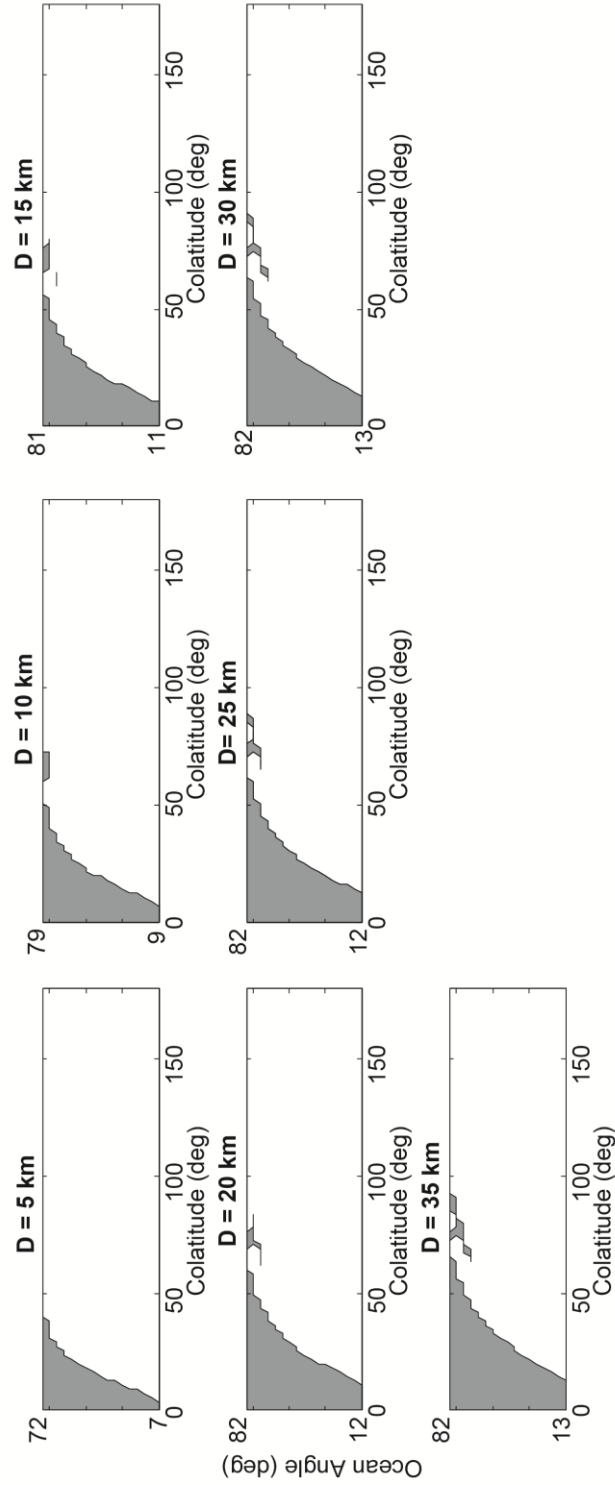 D = 5 km
72
7
0
50
100
150
Colatitude (deg)
D = 10 km
79
9
0
50
100
150
Colatitude (deg)
D = 15 km
81
11
0
50
100
150
Colatitude (deg)
Ocean Angle (deg)
D = 20 km
82
12
0
50
100
150
Colatitude (deg)
D= 25 km
82
12
0
50
100
150
Colatitude (deg)
D = 30 km
82
13
0
50
100
150
Colatitude (deg)
D = 35 km
82
13
0
50
100
150
Colatitude (deg)